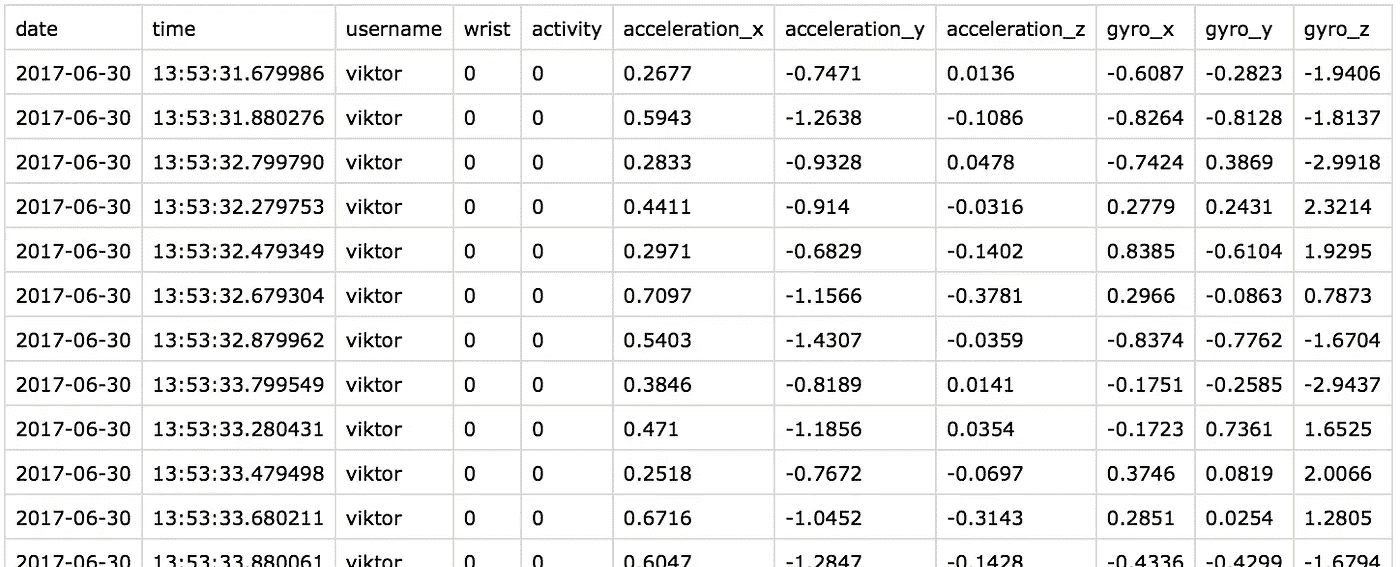 date time username wrist activity acceleration_x acceleration_y acceleration_z gyro_x gyro_y gyro_z
2017-06-30 13:53:31.679986 viktor 0 0 0.2677 -0.7471 0.0136 -0.6087 -0.2823 -1.9406
2017-06-30 13:53:31.880276 viktor 0 0 0.5943 -1.2638 -0.1086 -0.8264 -0.8128 -1.8137
2017-06-30 13:53:32.799790 viktor 0 0 0.2833 -0.9328 0.0478 -0.7424 0.3869 -2.9918
2017-06-30 13:53:32.279753 viktor 0 0 0.4411 -0.914 -0.0316 0.2779 0.2431 2.3214
2017-06-30 13:53:32.479349 viktor 0 0 0.2971 -0.6829 -0.1402 0.8385 -0.6104 1.9295
2017-06-30 13:53:32.679304 viktor 0 0 0.7097 -1.1566 -0.3781 0.2966 -0.0863 0.7873
2017-06-30 13:53:32.879962 viktor 0 0 0.5403 -1.4307 -0.0359 -0.8374 -0.7762 -1.6704
2017-06-30 13:53:33.799549 viktor 0 0 0.3846 -0.8189 0.0141 -0.1751 -0.2585 -2.9437
2017-06-30 13:53:33.280431 viktor 0 0 0.471 -1.1856 0.0354 -0.1723 0.7361 1.6525
2017-06-30 13:53:33.479498 viktor 0 0 0.2518 -0.7672 -0.0697 0.3746 0.0819 2.0066
2017-06-30 13:53:33.680211 viktor 0 0 0.6716 -1.0452 -0.3143 0.2851 0.0254 1.2805
2017-06-30 13:53:33.880061 viktor 0 0 0.6047 -1.2847 -0.1428 -0.4336 -0.4299 -1.6794